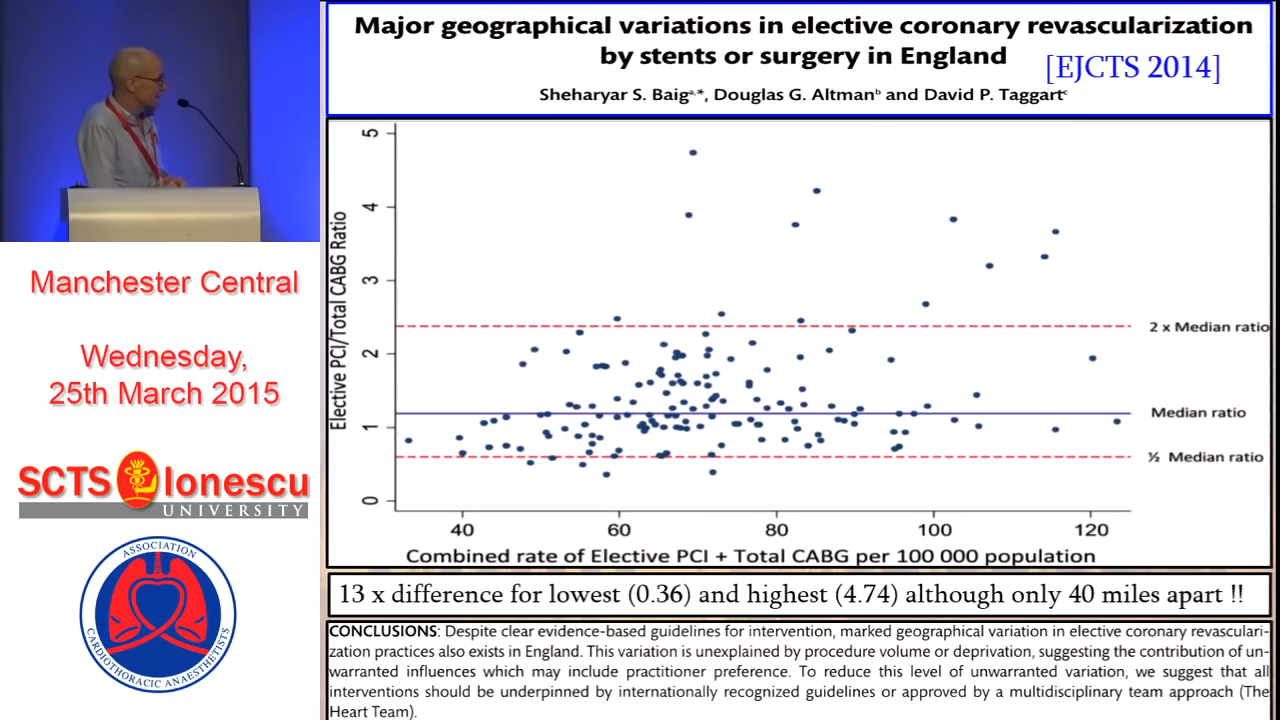 Major geographical variations in elective coronary revascularization
by stents or surgery in England
[EJCTS 2014]
Sheharyar S. Baigᵃ,*, Douglas G. Altmanᵇ and David P. Taggartᶜ
Elective PCI/Total CABG Ratio
5
4
3
2
1
0
2 x Median ratio
Median ratio
½ Median ratio
40 60 80 100 120
Combined rate of Elective PCI + Total CABG per 100 000 population
13 x difference for lowest (0.36) and highest (4.74) although only 40 miles apart !!
CONCLUSIONS: Despite clear evidence-based guidelines for intervention, marked geographical variation in elective coronary revasculari-
zation practices also exists in England. This variation is unexplained by procedure volume or deprivation, suggesting the contribution of un-
warranted influences which may include practitioner preference. To reduce this level of unwarranted variation, we suggest that all
interventions should be underpinned by internationally recognized guidelines or approved by a multidisciplinary team approach (The
Heart Team).
Manchester Central
Wednesday,
25th March 2015
SCTS Ionescu
UNIVERSITY
ASSOCIATION
CARDIOTHORACIC ANAESTHETISTS